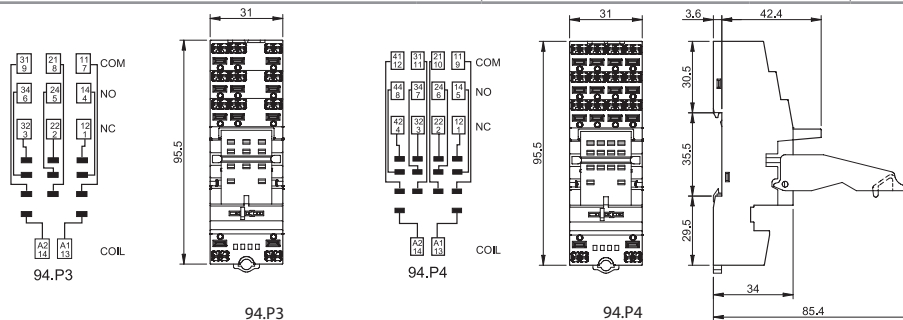 31 9 21 8 11 7 COM
34 6 24 5 14 4 NO
32 3 22 2 12 1 NC
A2 14 A1 13 COIL
94.P3
31
95.5
94.P3
41 12 31 11 21 10 11 9 COM
44 8 34 7 24 6 14 5 NO
42 4 32 3 22 2 12 1 NC
A2 14 A1 13 COIL
94.P4
31
95.5
94.P4
3.6 42.4
30.5
35.5
29.5
34
85.4